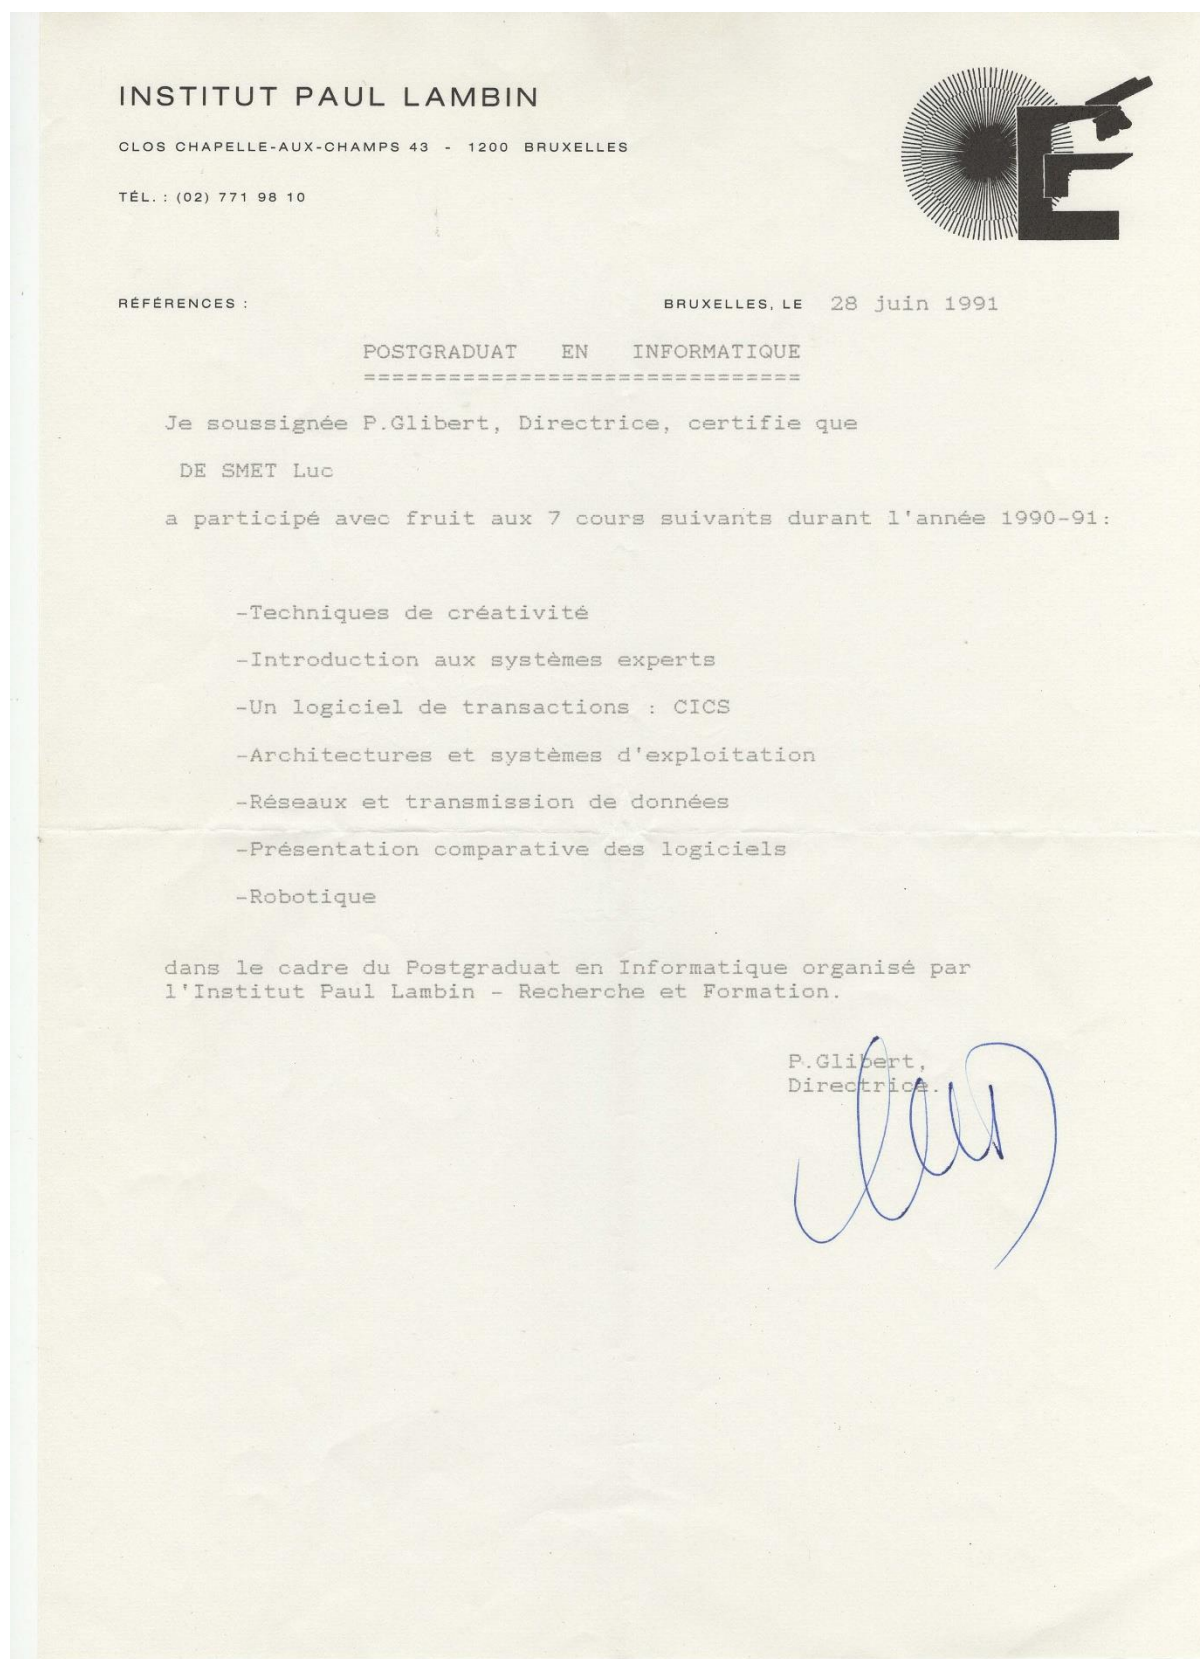 INSTITUT PAUL LAMBIN
CLOS CHAPELLE-AUX-CHAMPS 43 - 1200 BRUXELLES
TÉL. : (02) 771 98 10
RÉFÉRENCES :
BRUXELLES, LE 28 juin 1991
POSTGRADUAT EN INFORMATIQUE
===============================
Je soussignée P.Glibert, Directrice, certifie que
DE SMET Luc
a participé avec fruit aux 7 cours suivants durant l'année 1990-91:
-Techniques de créativité
-Introduction aux systèmes experts
-Un logiciel de transactions : CICS
-Architectures et systèmes d'exploitation
-Réseaux et transmission de données
-Présentation comparative des logiciels
-Robotique
dans le cadre du Postgraduat en Informatique organisé par
l'Institut Paul Lambin - Recherche et Formation.
P.Glibert,
Directrice.